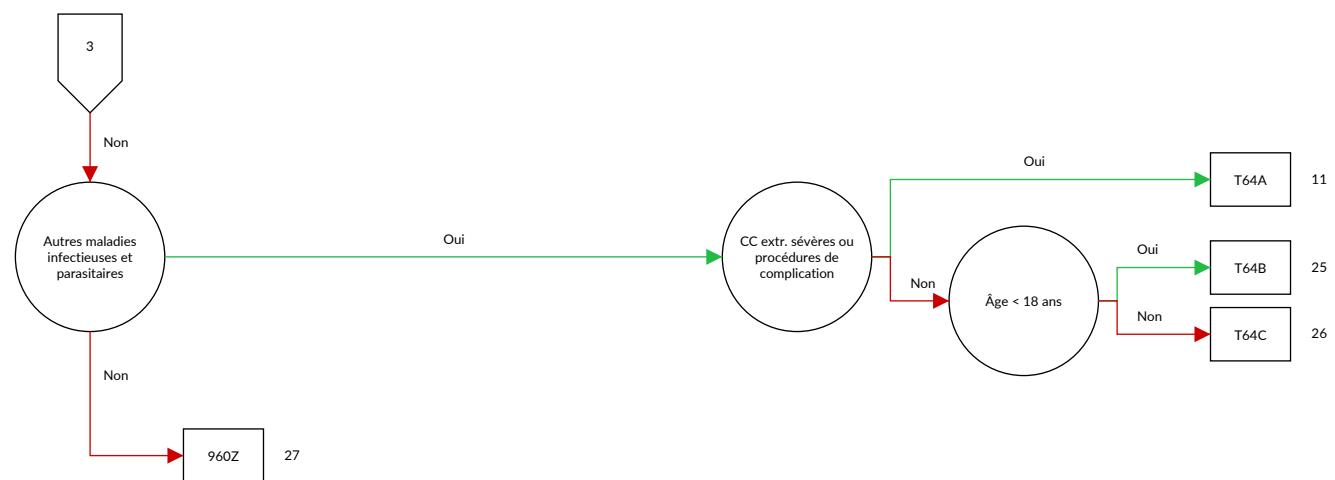 3
Non
Autres maladies
infectieuses et
parasitaires
Oui
CC extr. sévères ou
procédures de
complication
Oui
T64A
11
Non
Âge < 18 ans
Oui
T64B
25
Non
T64C
26
Non
960Z
27